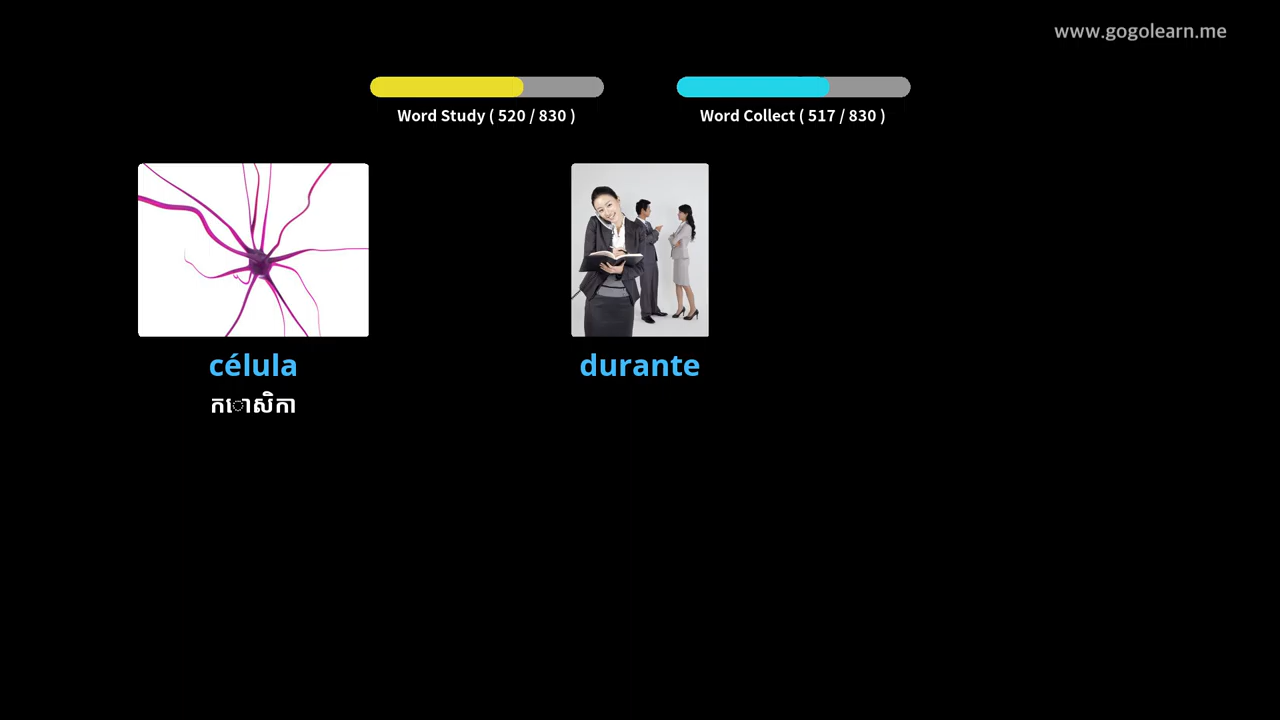 www.gogolearn.me
Word Study ( 520 / 830 )
Word Collect ( 517 / 830 )
célula
durante
កោសិកា